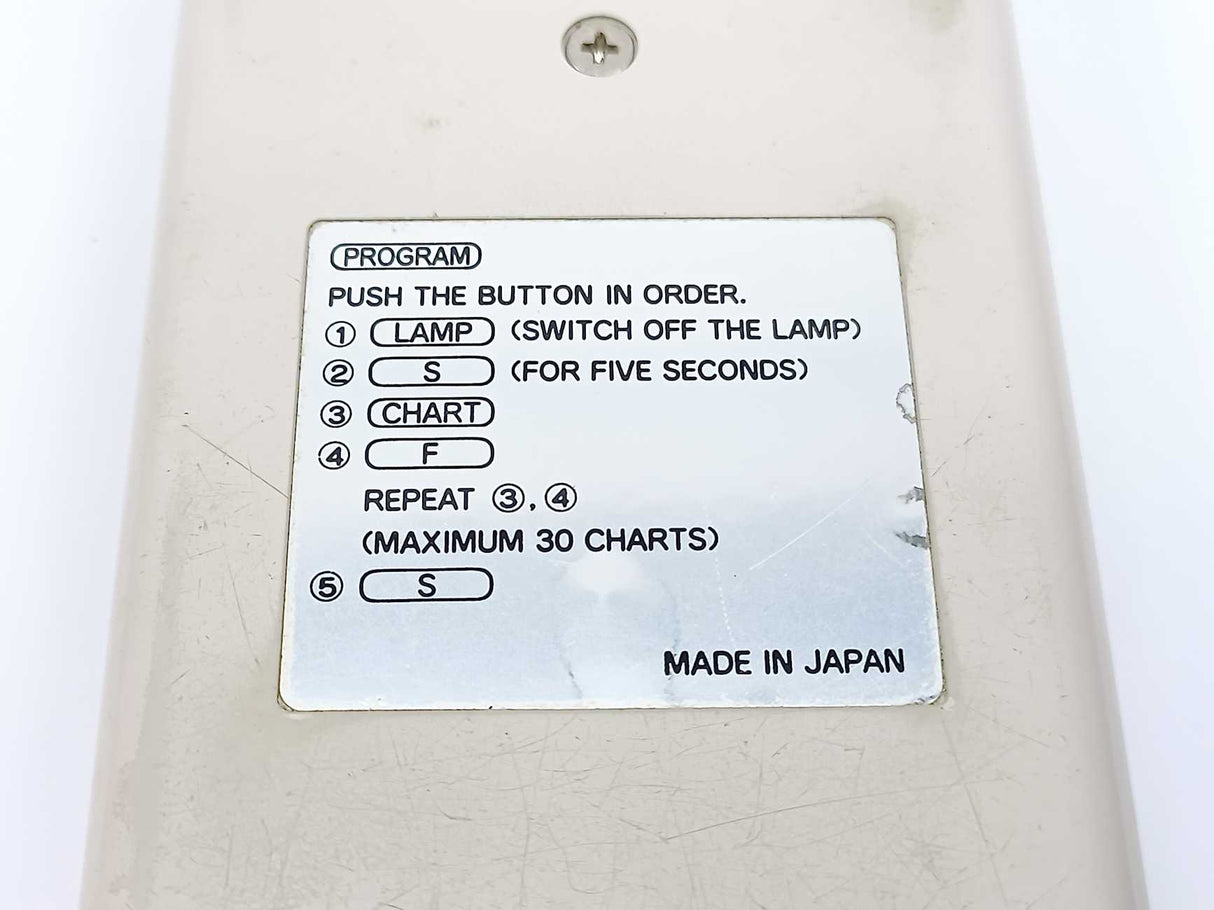 PROGRAM
PUSH THE BUTTON IN ORDER.
① LAMP (SWITCH OFF THE LAMP)
② S (FOR FIVE SECONDS)
③ CHART
④ F
REPEAT ③, ④
(MAXIMUM 30 CHARTS)
⑤ S
MADE IN JAPAN